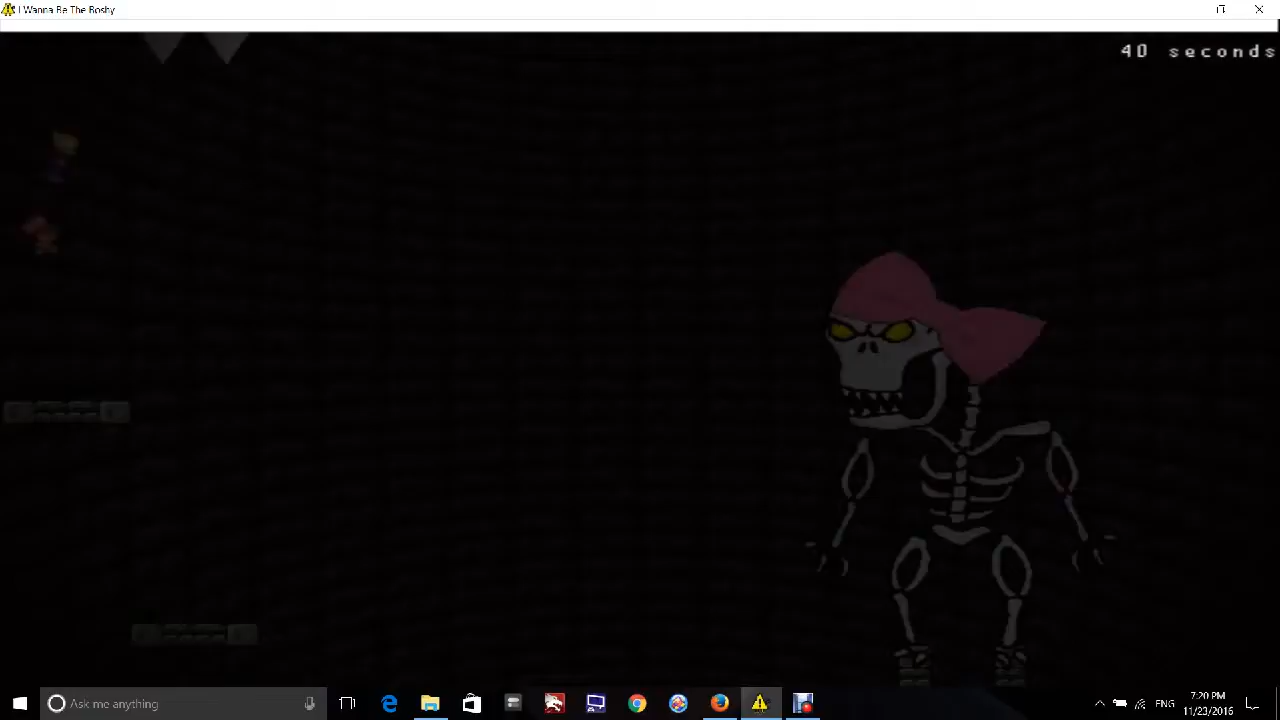 I Wanna Be The Boshy
40 seconds
Ask me anything
ENG
7:20 PM
11/23/2016